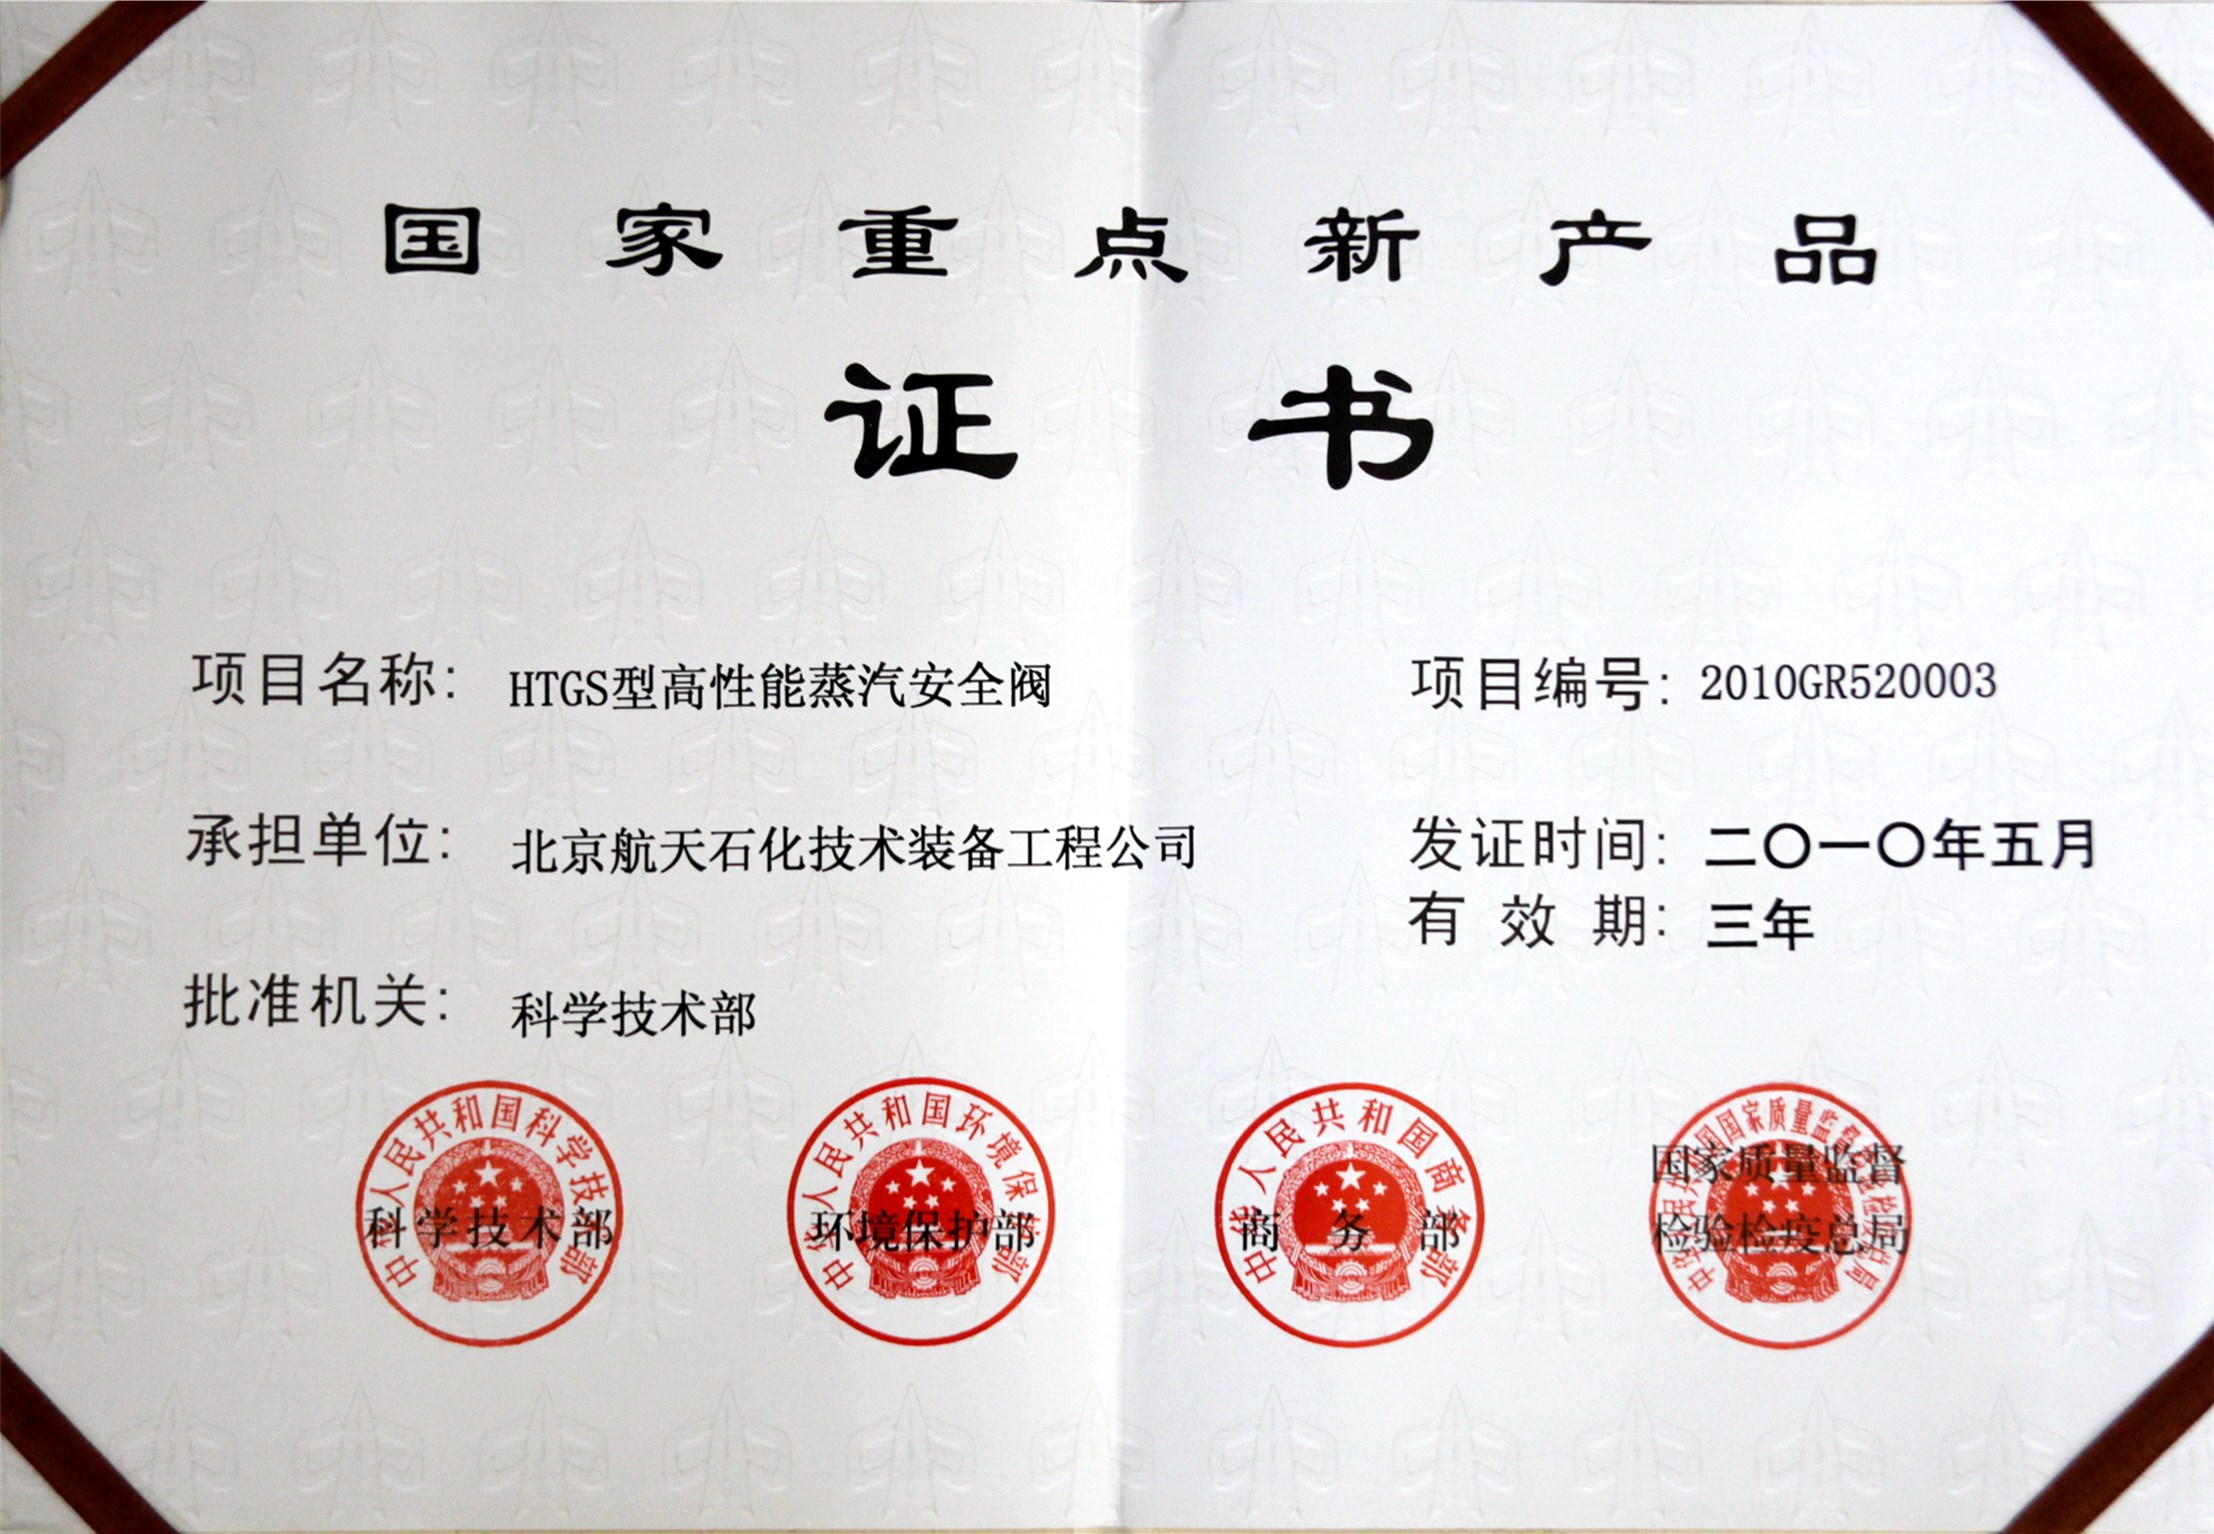 国家重点新产品
证书
项目名称: HTGS型高性能蒸汽安全阀
项目编号: 2010GR520003
承担单位: 北京航天石化技术装备工程公司
发证时间: 二〇一〇年五月
有效期: 三年
批准机关: 科学技术部
中华人民共和国科学技术部
科学技术部
中华人民共和国环境保护部
环境保护部
中华人民共和国商务部
商务部
国家质量监督
检验检疫总局